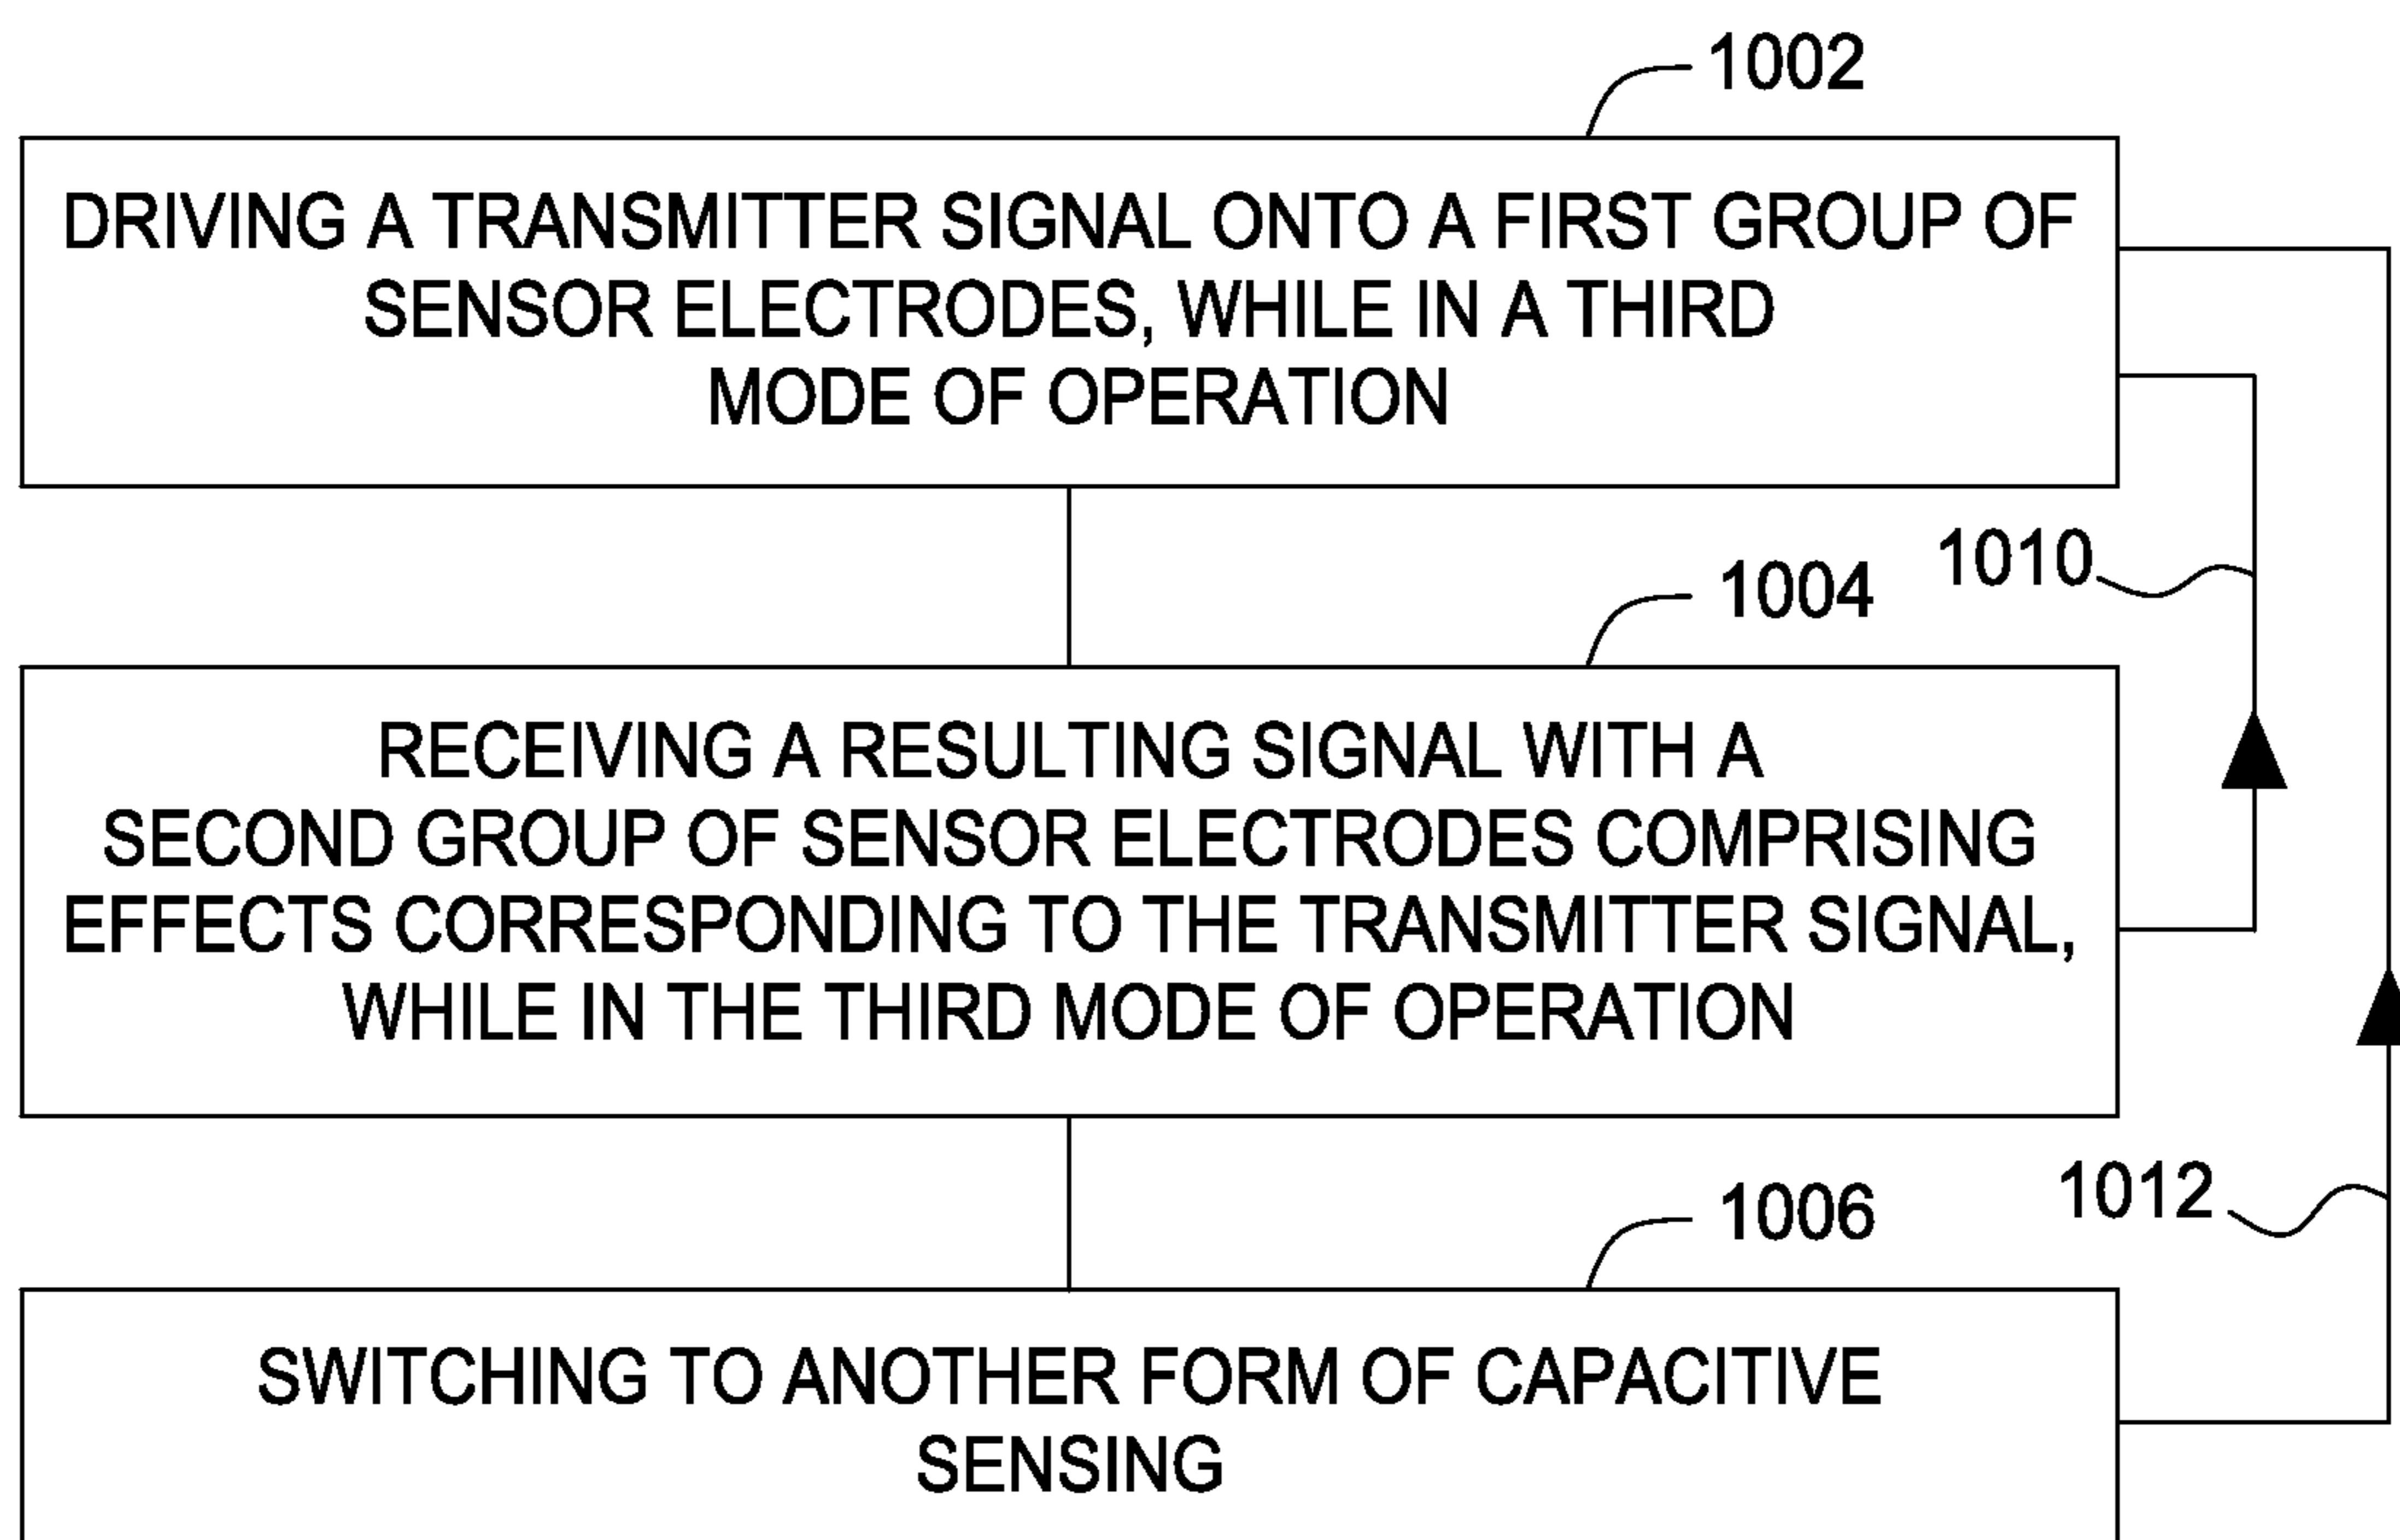 1002
DRIVING A TRANSMITTER SIGNAL ONTO A FIRST GROUP OF
SENSOR ELECTRODES, WHILE IN A THIRD
MODE OF OPERATION
1010
1004
RECEIVING A RESULTING SIGNAL WITH A
SECOND GROUP OF SENSOR ELECTRODES COMPRISING
EFFECTS CORRESPONDING TO THE TRANSMITTER SIGNAL,
WHILE IN THE THIRD MODE OF OPERATION
1012
1006
SWITCHING TO ANOTHER FORM OF CAPACITIVE
SENSING